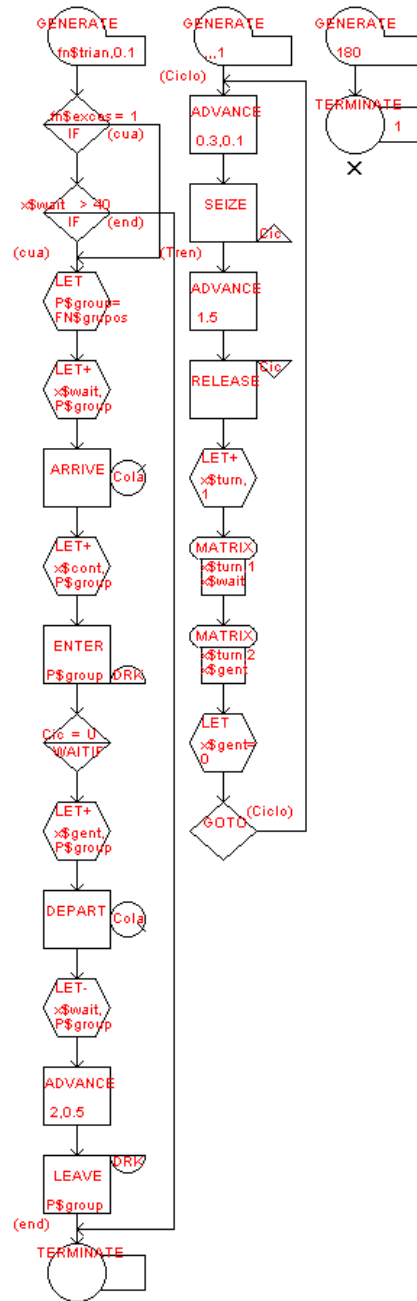 GENERATE
fn$trian,0.1
fn$exces= 1
IF
(cua)
x$wait > 40
IF
(end)
(cua)
LET
P$group=
FN$grupos
LET+
x$wait,
P$group
ARRIVE
Cola
LET+
x$cont,
P$group
ENTER
P$group
DRK
Cic = U
WAITIF
LET+
x$gent,
P$group
DEPART
Cola
LET-
x$wait,
P$group
ADVANCE
2,0.5
LEAVE
P$group
DRK
(end)
TERMINATE
GENERATE
,,,1
(Ciclo)
ADVANCE
0.3,0.1
SEIZE
Cic
(Tren)
ADVANCE
1.5
RELEASE
Cic
LET+
x$turn,
1
MATRIX
x$turn,1
x$wait
MATRIX
x$turn,2
x$gent
LET
x$gent=
0
GOTO
(Ciclo)
GENERATE
180
TERMINATE
1